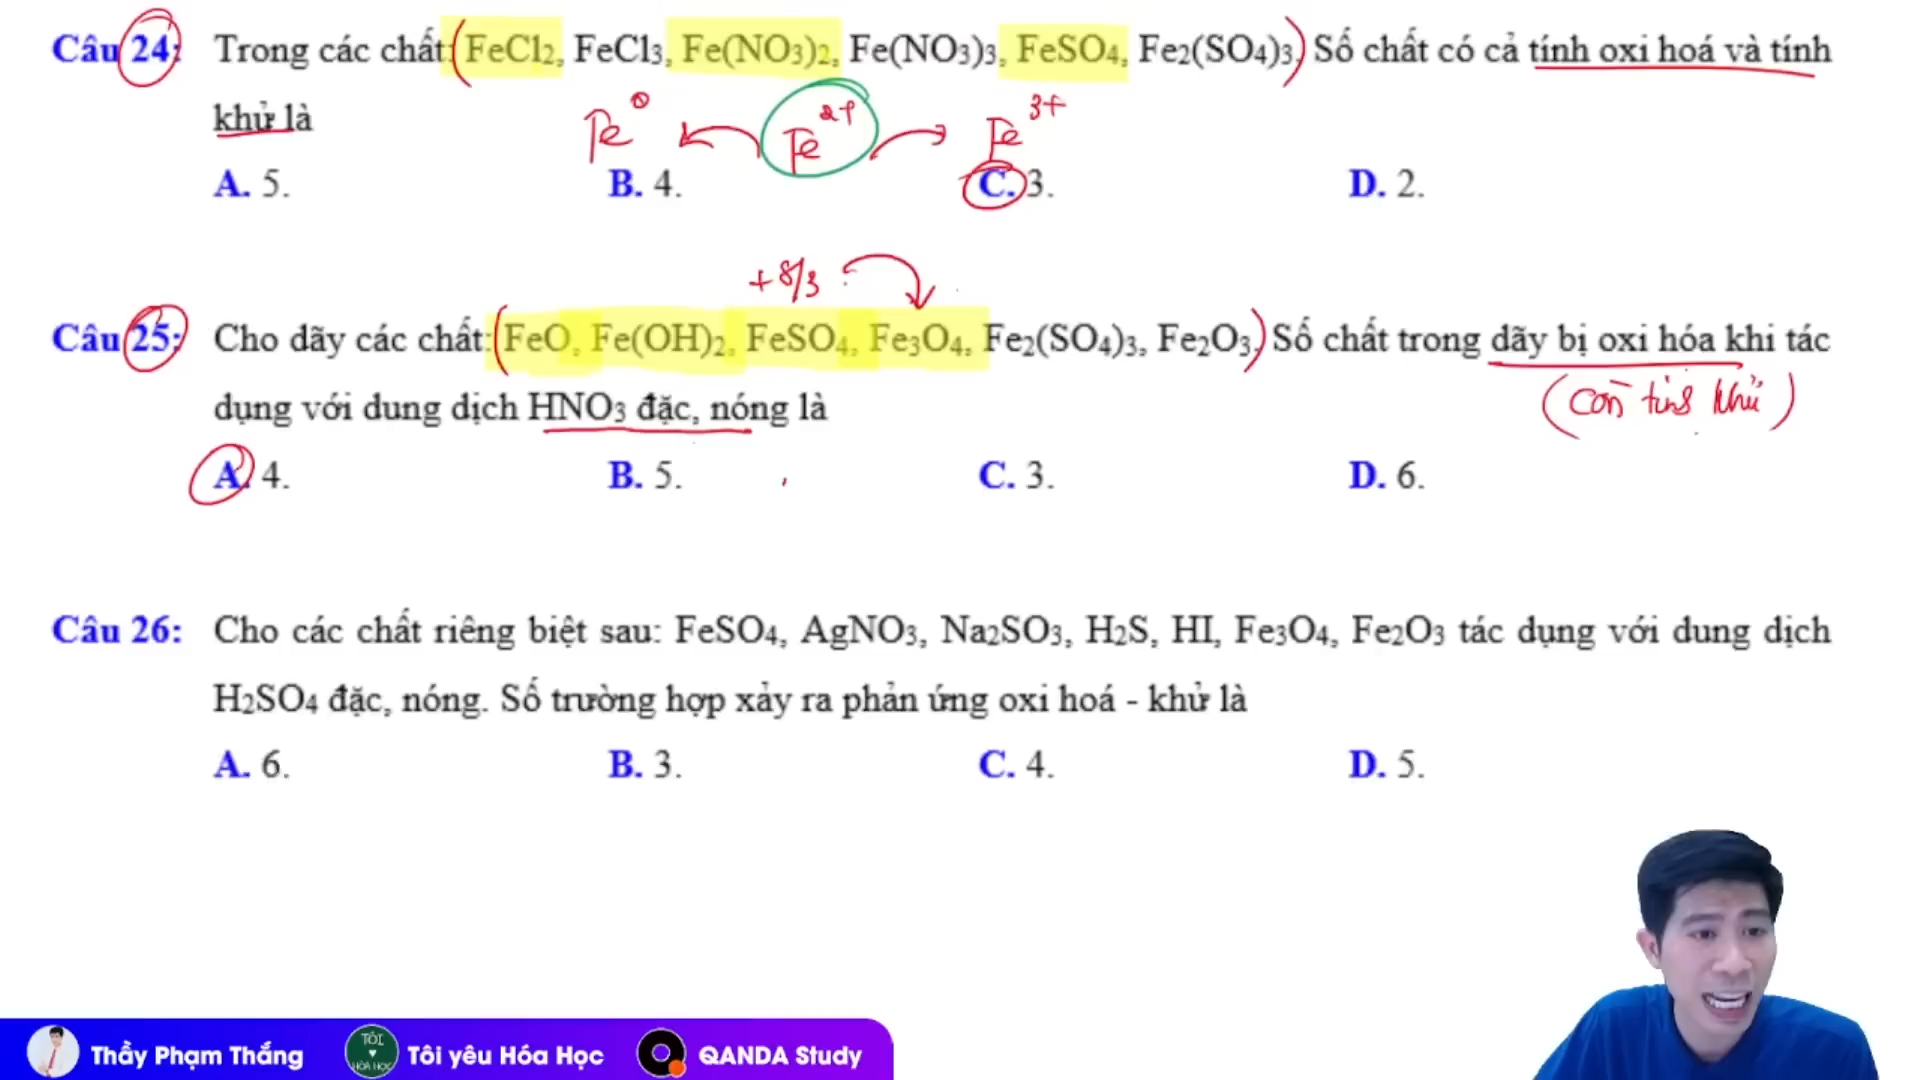 Câu 24: Trong các chất: (FeCl2, FeCl3, Fe(NO3)2, Fe(NO3)3, FeSO4, Fe2(SO4)3) Số chất có cả tính oxi hoá và tính
khử là
Fe0 Fe2+ Fe3+
A. 5. B. 4. C. 3. D. 2.
+8/3
Câu 25: Cho dãy các chất: (FeO, Fe(OH)2, FeSO4, Fe3O4, Fe2(SO4)3, Fe2O3) Số chất trong dãy bị oxi hóa khi tác
dụng với dung dịch HNO3 đặc, nóng là
(còn tính khử)
A. 4. B. 5. C. 3. D. 6.
Câu 26: Cho các chất riêng biệt sau: FeSO4, AgNO3, Na2SO3, H2S, HI, Fe3O4, Fe2O3 tác dụng với dung dịch
H2SO4 đặc, nóng. Số trường hợp xảy ra phản ứng oxi hoá - khử là
A. 6. B. 3. C. 4. D. 5.
Thầy Phạm Thắng TÔI ♥ HÓA HỌC Tôi yêu Hóa Học QANDA Study